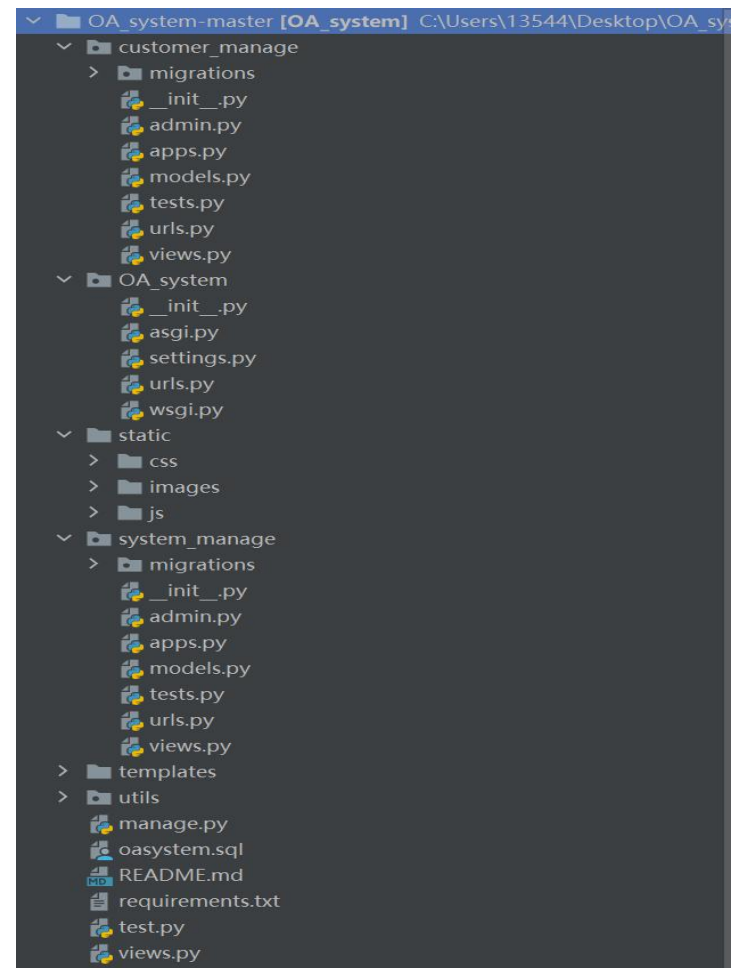 OA_system-master [OA_system] C:\Users\13544\Desktop\OA_sys
customer_manage
migrations
__init__.py
admin.py
apps.py
models.py
tests.py
urls.py
views.py
OA_system
__init__.py
asgi.py
settings.py
urls.py
wsgi.py
static
css
images
js
system_manage
migrations
__init__.py
admin.py
apps.py
models.py
tests.py
urls.py
views.py
templates
utils
manage.py
oasystem.sql
MD README.md
requirements.txt
test.py
views.py